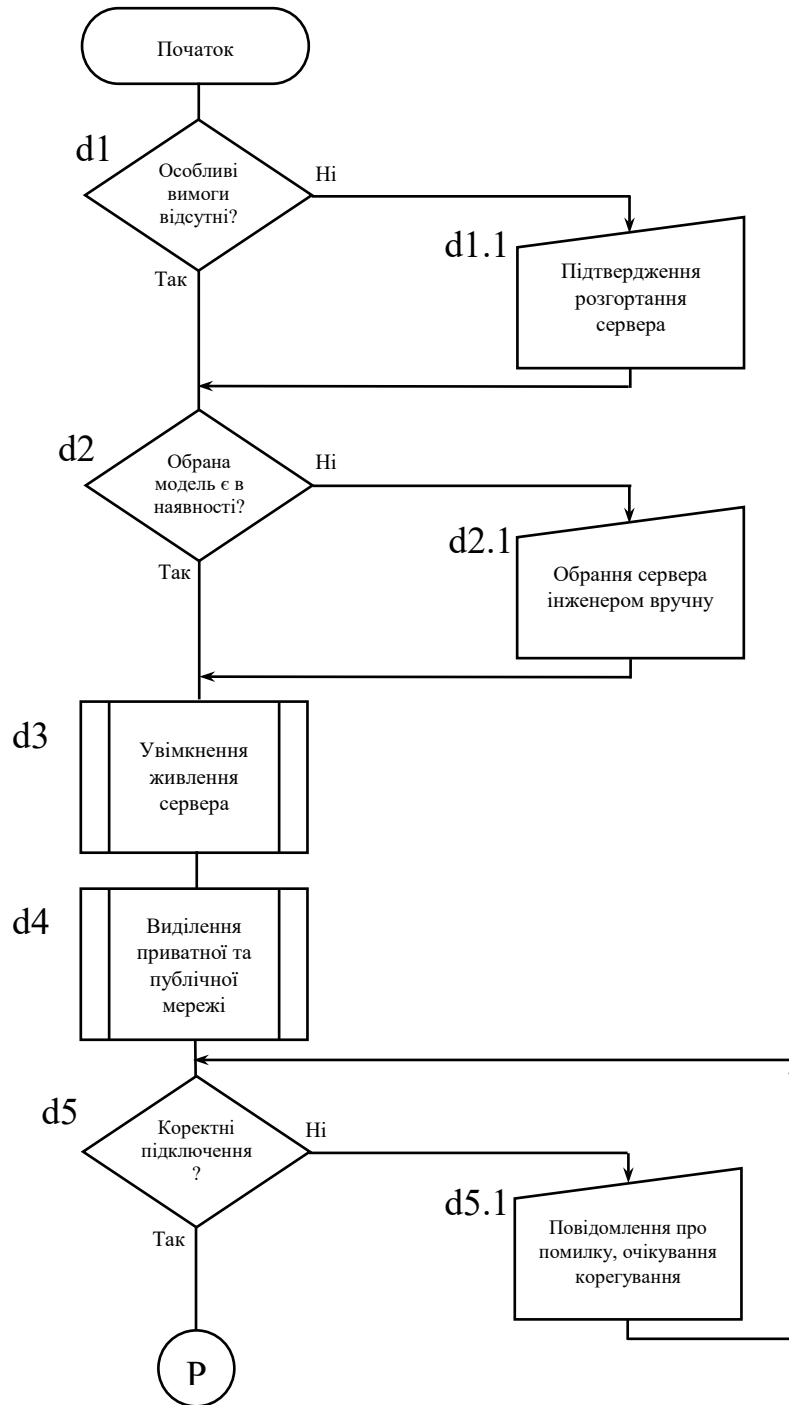 Початок
d1
Особливі
вимоги
відсутні?
Ні
Так
d1.1
Підтвердження
розгортання
сервера
d2
Обрана
модель є в
наявності?
Ні
Так
d2.1
Обрання сервера
інженером вручну
d3
Увімкнення
живлення
сервера
d4
Виділення
приватної та
публічної
мережі
d5
Коректні
підключення
?
Ні
Так
d5.1
Повідомлення про
помилку, очікування
корегування
Р